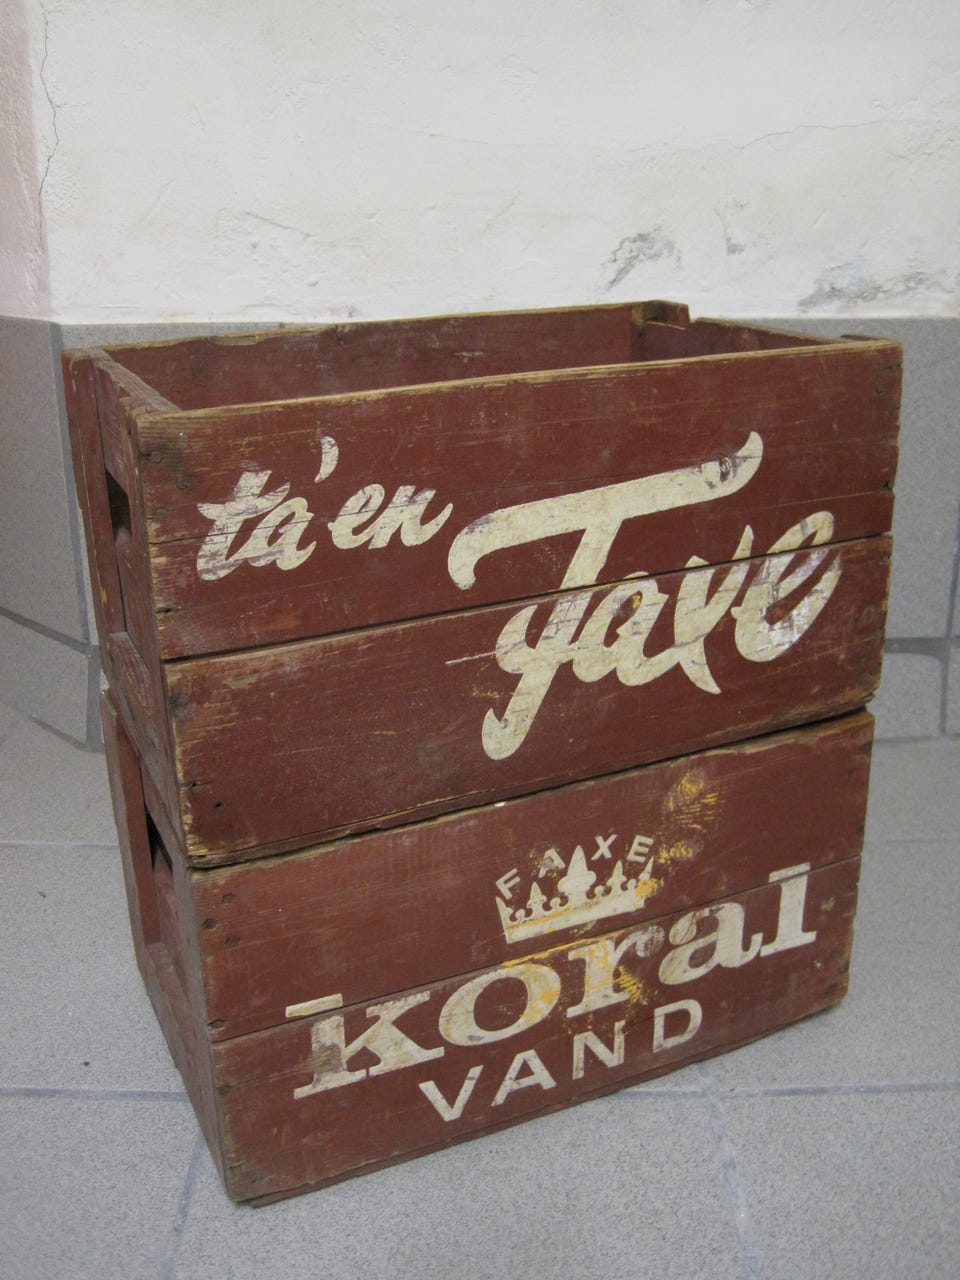 ta' en Faxe
FAXE
koral
VAND